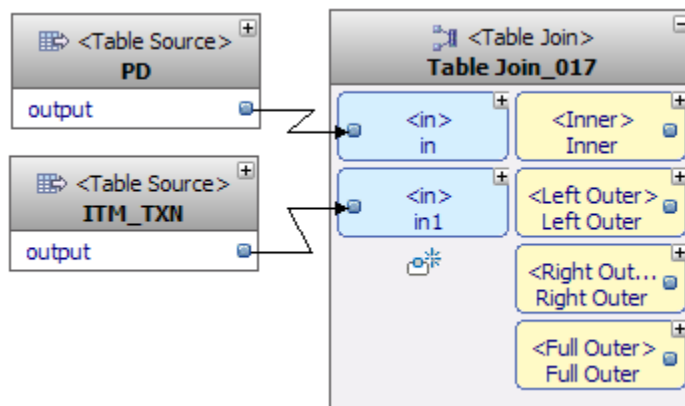 <Table Source>
PD
output
<Table Source>
ITM_TXN
output
<Table Join>
Table Join_017
<in>
in
<Inner>
Inner
<in>
in1
<Left Outer>
Left Outer
<Right Out...
Right Outer
<Full Outer>
Full Outer